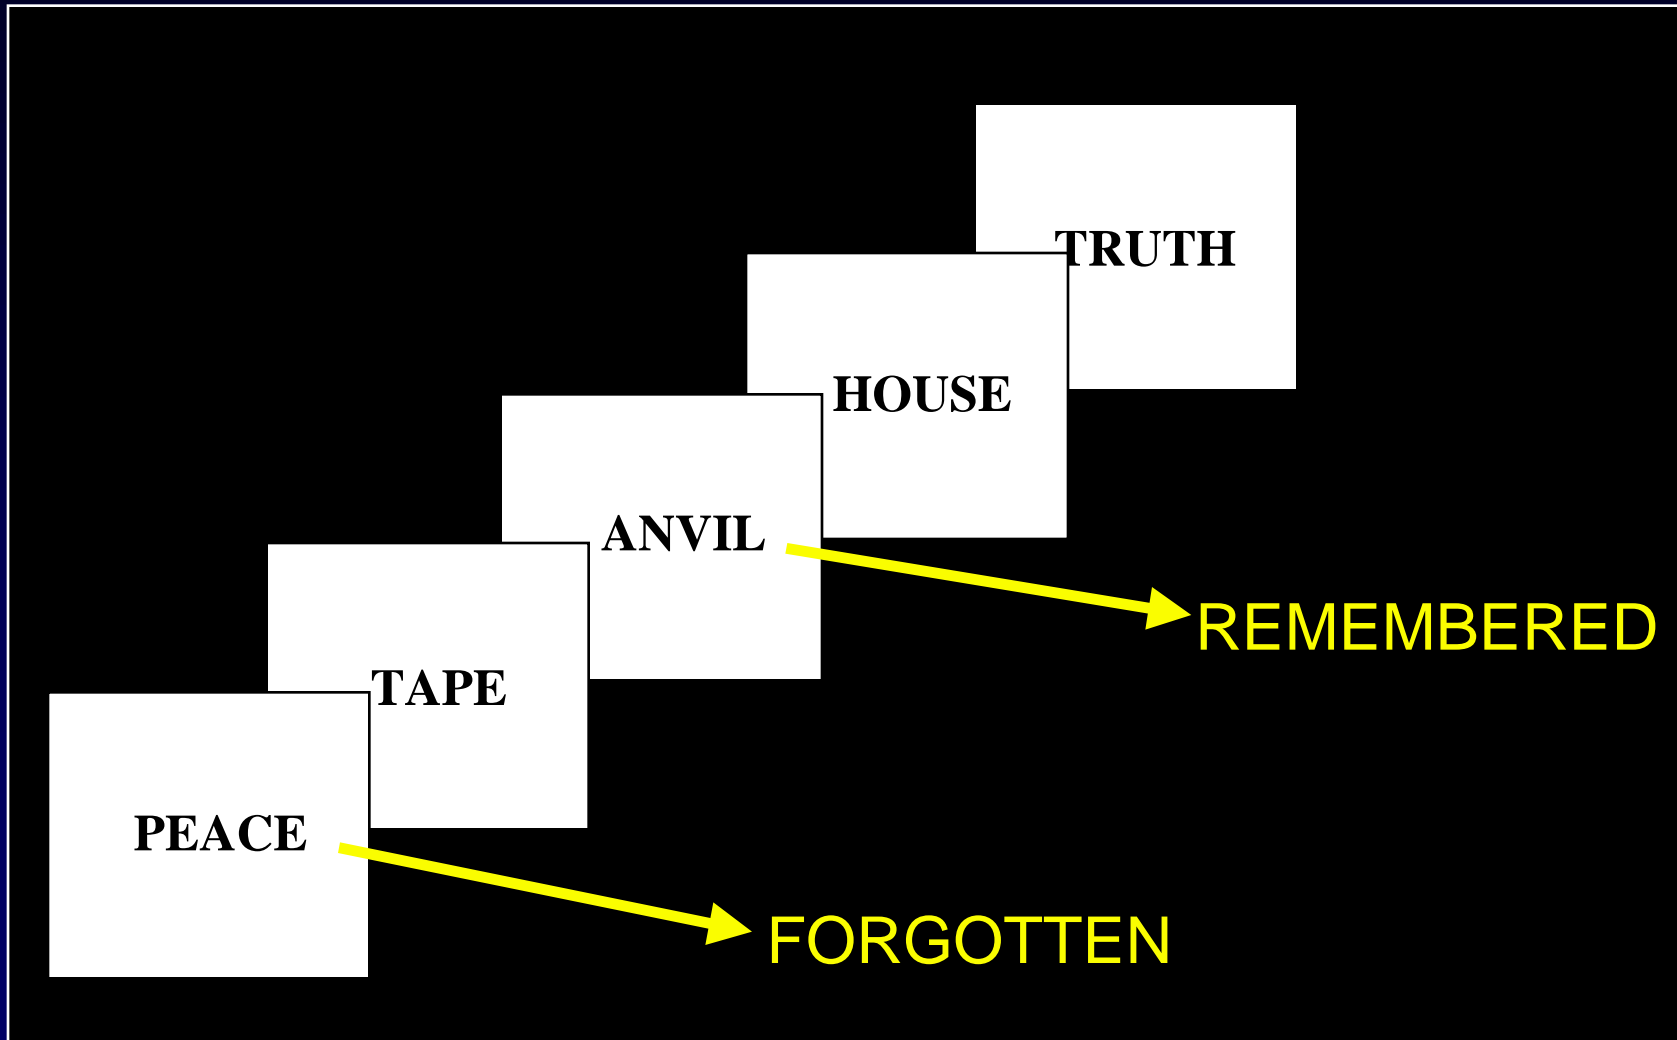 TRUTH
HOUSE
ANVIL
REMEMBERED
TAPE
PEACE
FORGOTTEN